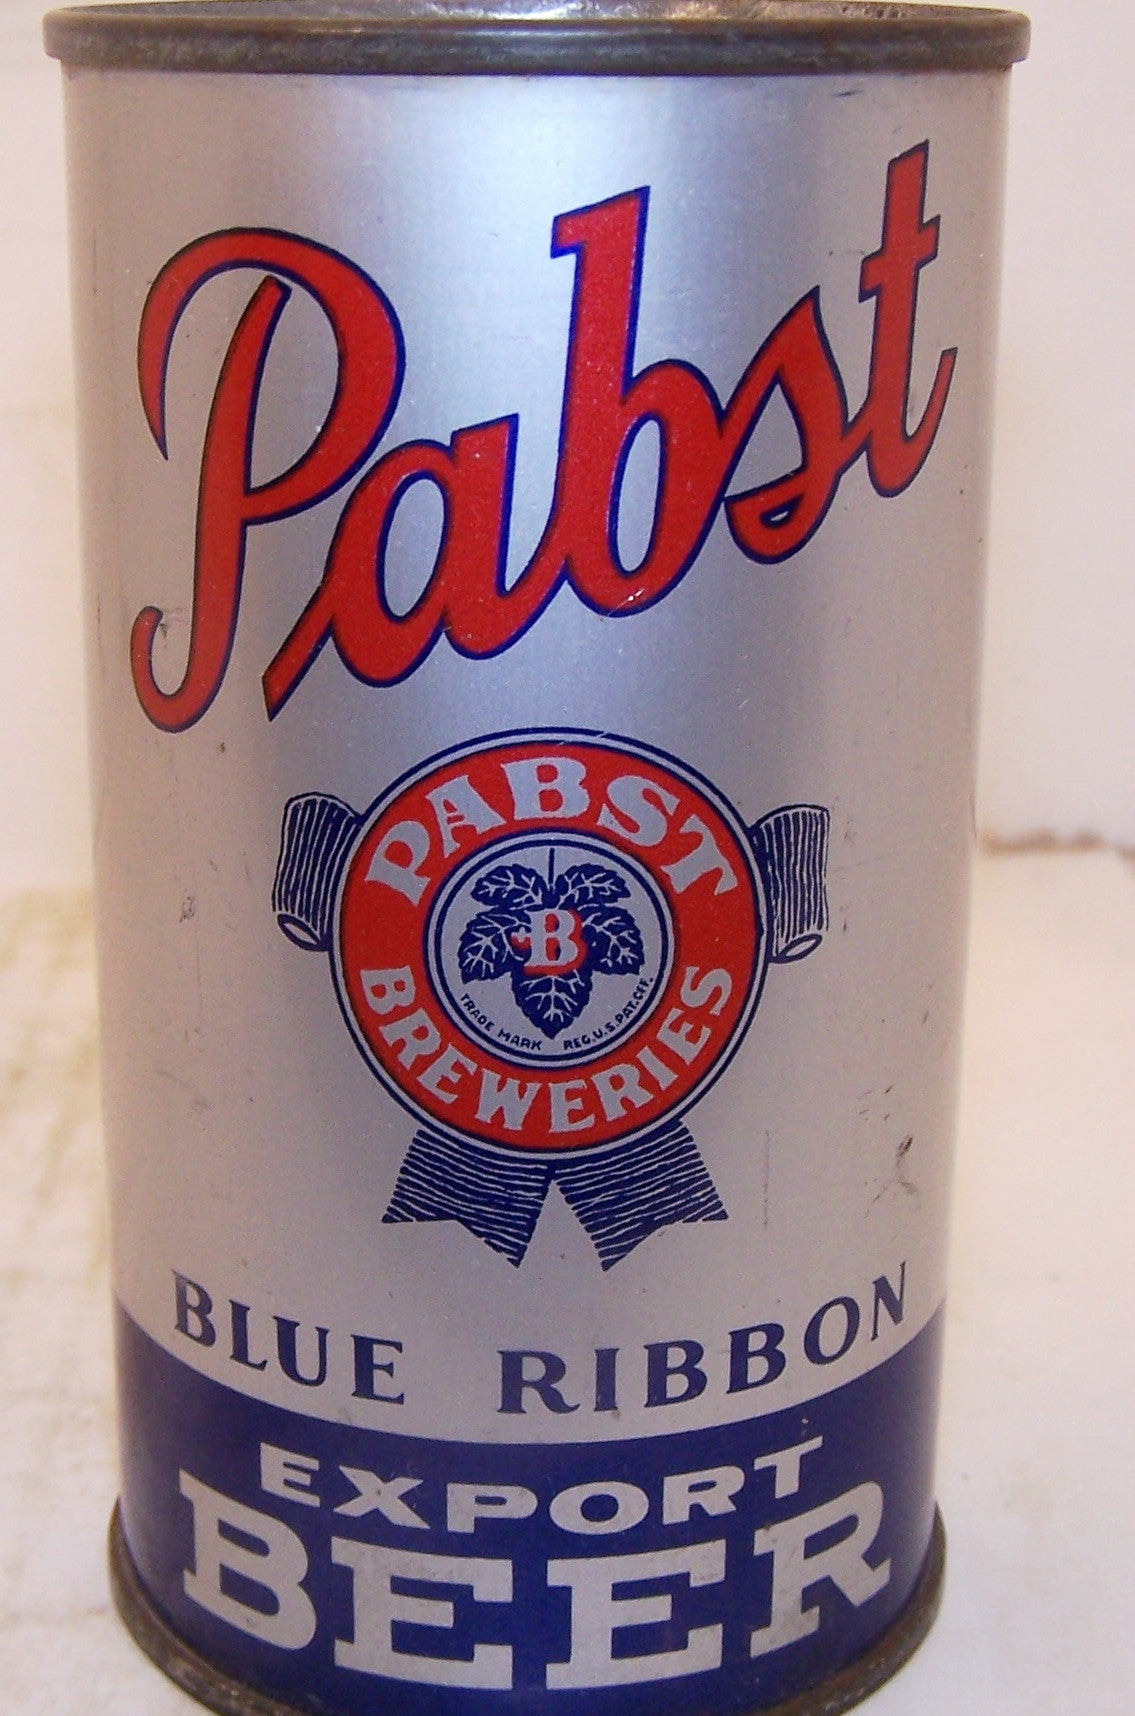 Pabst
PABST
B
TRADE MARK REG. U.S. PAT. OFF.
BREWERIES
BLUE RIBBON
EXPORT
BEER